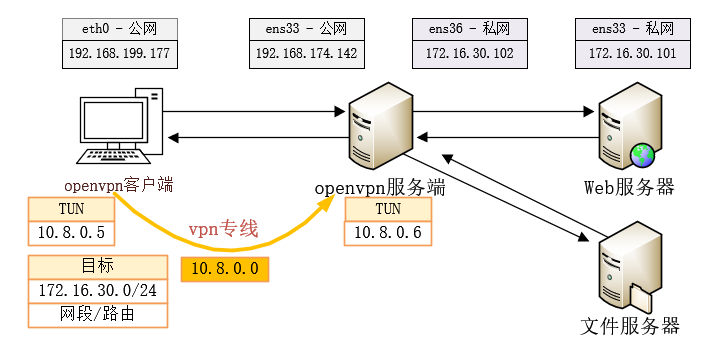 eth0 - 公网
192.168.199.177
ens33 - 公网
192.168.174.142
ens36 - 私网
172.16.30.102
ens33 - 私网
172.16.30.101
openvpn客户端
openvpn服务端
Web服务器
TUN
10.8.0.5
vpn专线
TUN
10.8.0.6
10.8.0.0
目标
172.16.30.0/24
网段/路由
文件服务器